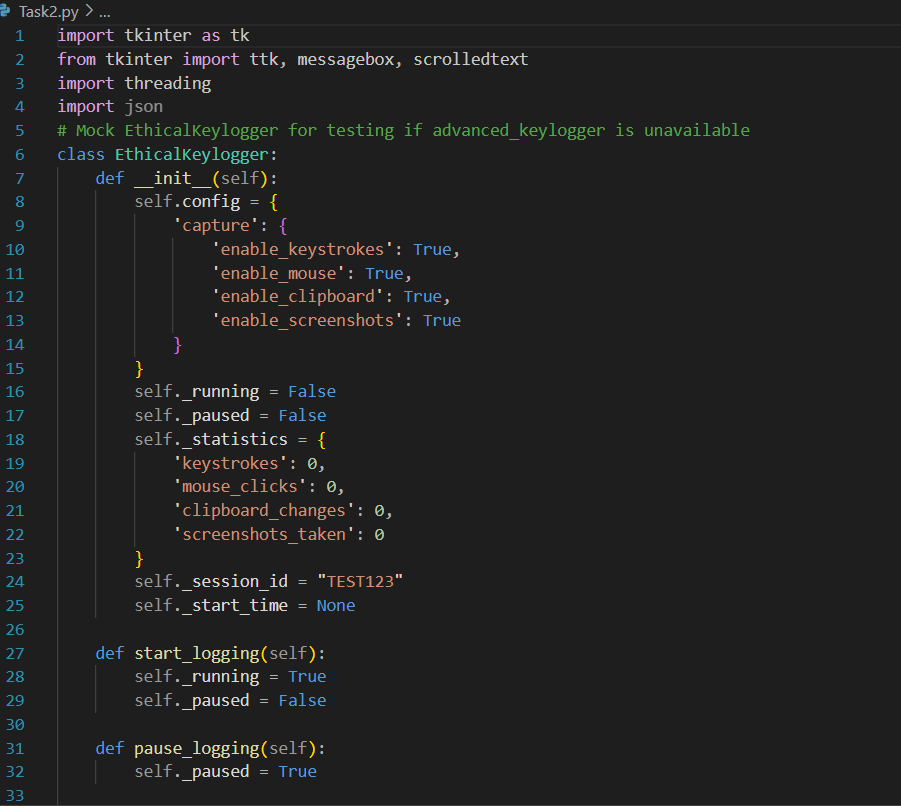 Task2.py > ...
1 import tkinter as tk
2 from tkinter import ttk, messagebox, scrolledtext
3 import threading
4 import json
5 # Mock EthicalKeylogger for testing if advanced_keylogger is unavailable
6 class EthicalKeylogger:
7     def __init__(self):
8         self.config = {
9             'capture': {
10                 'enable_keystrokes': True,
11                 'enable_mouse': True,
12                 'enable_clipboard': True,
13                 'enable_screenshots': True
14             }
15         }
16         self._running = False
17         self._paused = False
18         self._statistics = {
19             'keystrokes': 0,
20             'mouse_clicks': 0,
21             'clipboard_changes': 0,
22             'screenshots_taken': 0
23         }
24         self._session_id = "TEST123"
25         self._start_time = None
26
27     def start_logging(self):
28         self._running = True
29         self._paused = False
30
31     def pause_logging(self):
32         self._paused = True
33